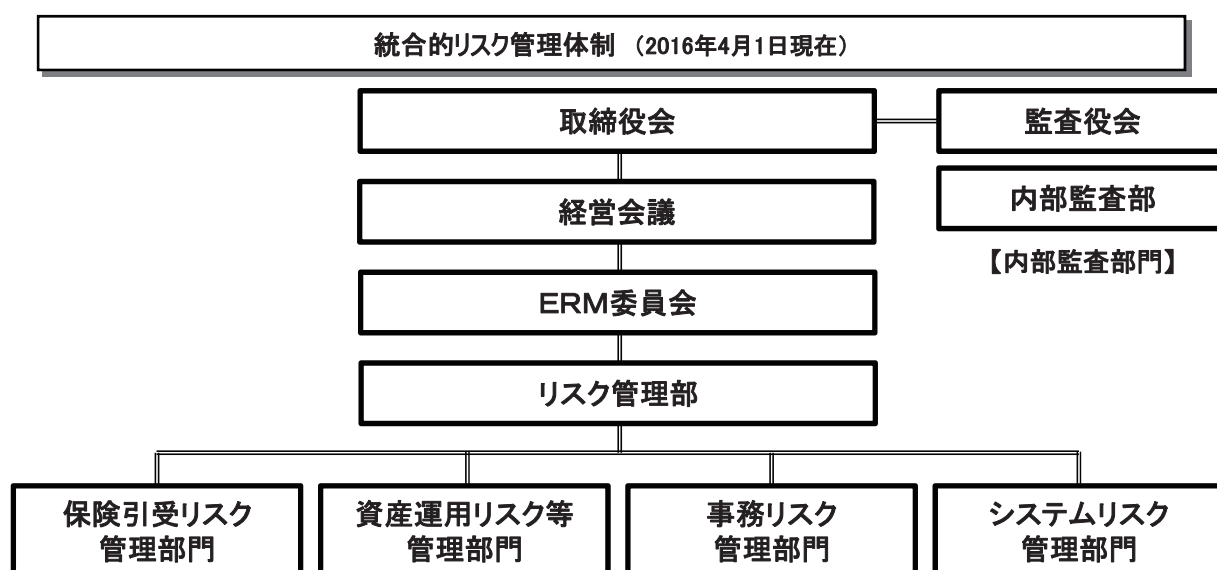 統合的リスク管理体制 （2016年4月1日現在）
取締役会
監査役会
経営会議
内部監査部
【内部監査部門】
ＥＲＭ委員会
リスク管理部
保険引受リスク
管理部門
資産運用リスク等
管理部門
事務リスク
管理部門
システムリスク
管理部門